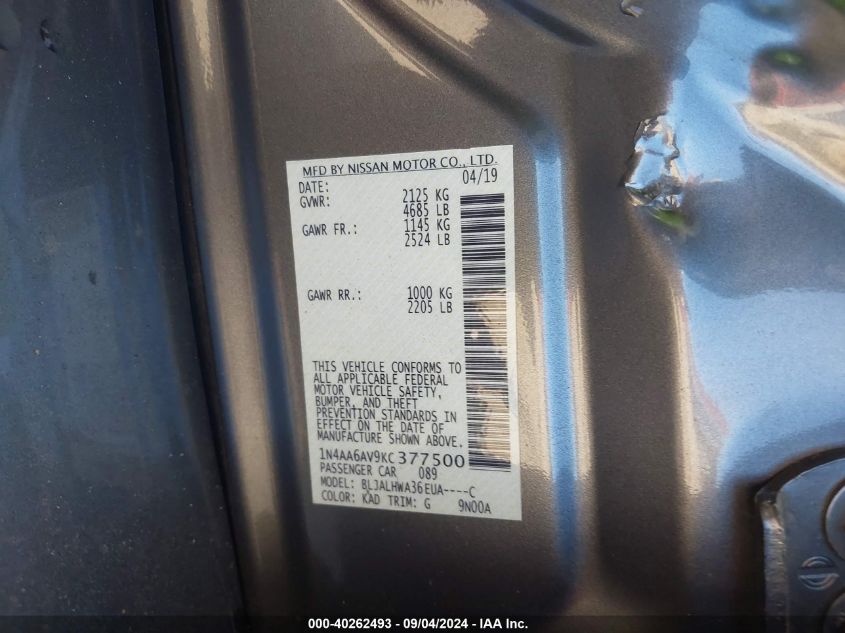 MFD BY NISSAN MOTOR CO., LTD.
DATE: 04/19
GVWR: 2125 KG
4685 LB
GAWR FR.: 1145 KG
2524 LB
GAWR RR.: 1000 KG
2205 LB
THIS VEHICLE CONFORMS TO
ALL APPLICABLE FEDERAL
MOTOR VEHICLE SAFETY,
BUMPER, AND THEFT
PREVENTION STANDARDS IN
EFFECT ON THE DATE OF
MANUFACTURE SHOWN ABOVE.
1N4AA6AV9KC377500
PASSENGER CAR 089
MODEL: BLJALHWA36EUA----C
COLOR: KAD TRIM: G 9N00A
000-40262493 - 09/04/2024 - IAA Inc.